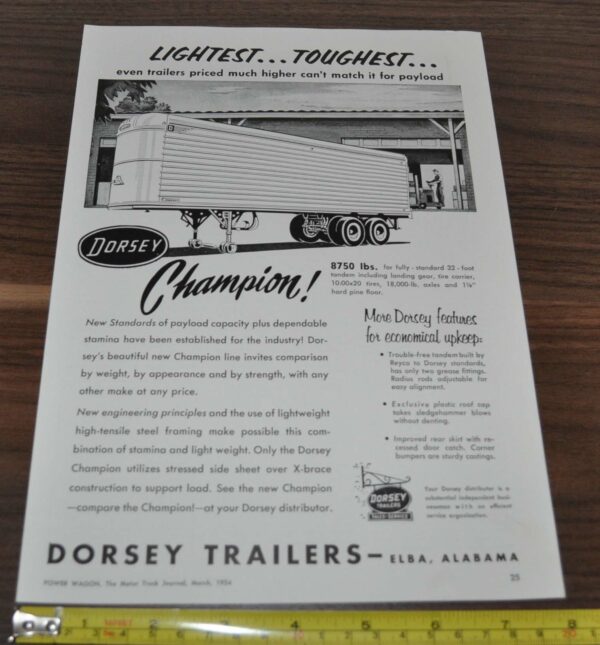 LIGHTEST... TOUGHEST...
even trailers priced much higher can't match it for payload
DORSEY
Champion!
8750 lbs. for fully-standard 32-foot
tandem including landing gear, tire carrier,
10:00x20 tires, 18,000-lb. axles and 1⅛"
hard pine floor.
New Standards of payload capacity plus dependable
stamina have been established for the industry! Dor-
sey's beautiful new Champion line invites comparison
by weight, by appearance and by strength, with any
other make at any price.
New engineering principles and the use of lightweight
high-tensile steel framing make possible this com-
bination of stamina and light weight. Only the Dorsey
Champion utilizes stressed side sheet over X-brace
construction to support load. See the new Champion
—compare the Champion!—at your Dorsey distributor.
More Dorsey features
for economical upkeep:
• Trouble-free tandem built by
Reyco to Dorsey standards,
has only two grease fittings.
Radius rods adjustable for
easy alignment.
• Exclusive plastic roof cap
takes sledgehammer blows
without denting.
• Improved rear skirt with re-
cessed door catch. Corner
bumpers are sturdy castings.
DORSEY
TRAILERS
SALES-SERVICE
Your Dorsey distributor is a
substantial independent busi-
nessman with an efficient
service organization.
DORSEY TRAILERS— ELBA, ALABAMA
POWER WAGON, The Motor Truck Journal, March, 1954
25
1 2 3 4 5 6 7 8